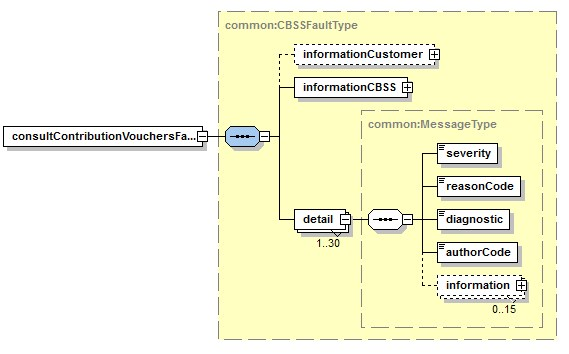 common:CBSSFaultType
informationCustomer
informationCBSS
consultContributionVouchersFa...
common:MessageType
severity
reasonCode
detail
1..30
diagnostic
authorCode
information
0..15